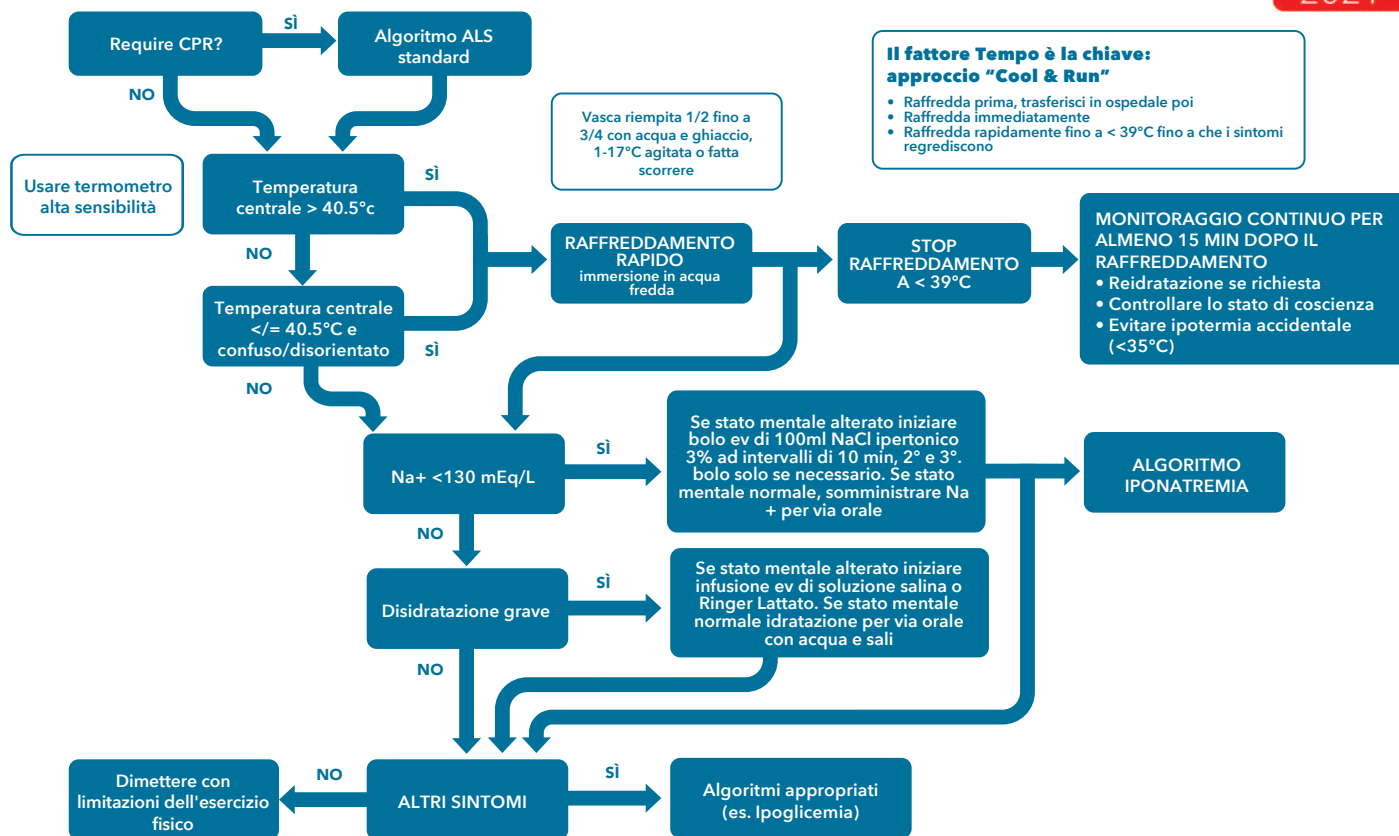 2021
Require CPR?
SÌ
Algoritmo ALS
standard
NO
Il fattore Tempo è la chiave:
approccio “Cool & Run”
• Raffredda prima, trasferisci in ospedale poi
• Raffredda immediatamente
• Raffredda rapidamente fino a < 39°C fino a che i sintomi
regrediscono
Vasca riempita 1/2 fino a
3/4 con acqua e ghiaccio,
1-17°C agitata o fatta
scorrere
Usare termometro
alta sensibilità
Temperatura
centrale > 40.5°c
SÌ
NO
RAFFREDDAMENTO
RAPIDO
immersione in acqua
fredda
STOP
RAFFREDDAMENTO
A < 39°C
MONITORAGGIO CONTINUO PER
ALMENO 15 MIN DOPO IL
RAFFREDDAMENTO
• Reidratazione se richiesta
• Controllare lo stato di coscienza
• Evitare ipotermia accidentale
(<35°C)
Temperatura centrale
</= 40.5°C e
confuso/disorientato
SÌ
NO
Na+ <130 mEq/L
SÌ
Se stato mentale alterato iniziare
bolo ev di 100ml NaCl ipertonico
3% ad intervalli di 10 min, 2° e 3°.
bolo solo se necessario. Se stato
mentale normale, somministrare Na
+ per via orale
ALGORITMO
IPONATREMIA
NO
Disidratazione grave
SÌ
Se stato mentale alterato iniziare
infusione ev di soluzione salina o
Ringer Lattato. Se stato mentale
normale idratazione per via orale
con acqua e sali
NO
Dimettere con
limitazioni dell'esercizio
fisico
NO
ALTRI SINTOMI
SÌ
Algoritmi appropriati
(es. Ipoglicemia)